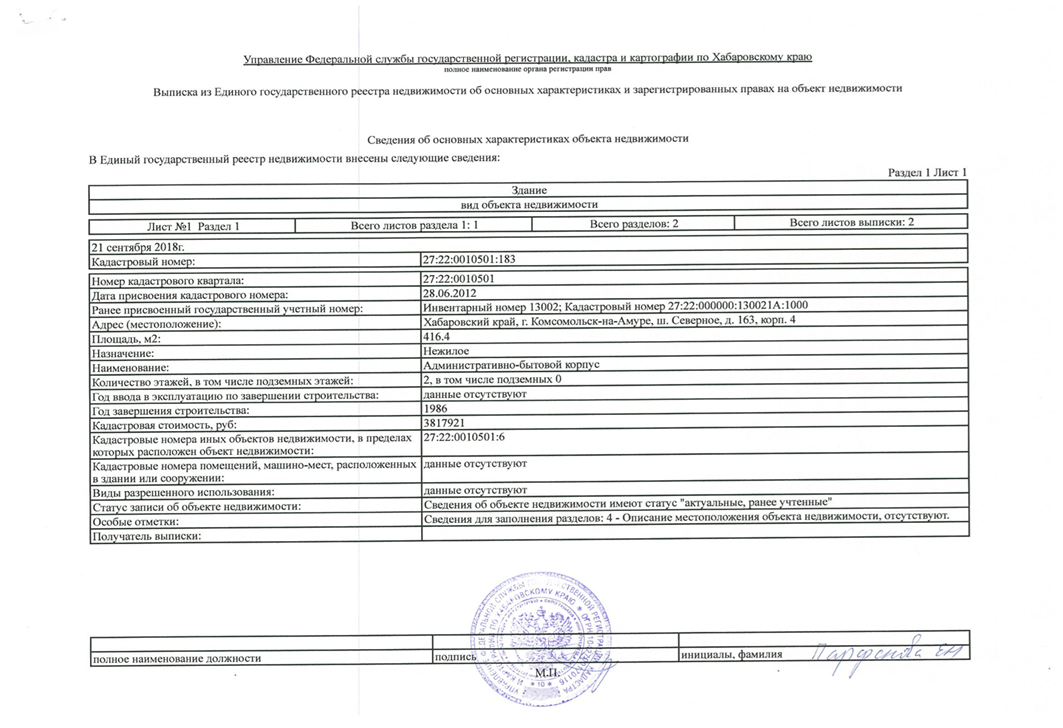 Управление Федеральной службы государственной регистрации, кадастра и картографии по Хабаровскому краю
полное наименование органа регистрации прав
Выписка из Единого государственного реестра недвижимости об основных характеристиках и зарегистрированных правах на объект недвижимости
Сведения об основных характеристиках объекта недвижимости
В Единый государственный реестр недвижимости внесены следующие сведения:
Раздел 1 Лист 1
Здание
вид объекта недвижимости
Лист №1 Раздел 1 Всего листов раздела 1: 1 Всего разделов: 2 Всего листов выписки: 2
21 сентября 2018г.
Кадастровый номер: 27:22:0010501:183
Номер кадастрового квартала: 27:22:0010501
Дата присвоения кадастрового номера: 28.06.2012
Ранее присвоенный государственный учетный номер: Инвентарный номер 13002; Кадастровый номер 27:22:000000:130021А:1000
Адрес (местоположение): Хабаровский край, г. Комсомольск-на-Амуре, ш. Северное, д. 163, корп. 4
Площадь, м2: 416.4
Назначение: Нежилое
Наименование: Административно-бытовой корпус
Количество этажей, в том числе подземных этажей: 2, в том числе подземных 0
Год ввода в эксплуатацию по завершении строительства: данные отсутствуют
Год завершения строительства: 1986
Кадастровая стоимость, руб: 3817921
Кадастровые номера иных объектов недвижимости, в пределах 27:22:0010501:6
которых расположен объект недвижимости:
Кадастровые номера помещений, машино-мест, расположенных данные отсутствуют
в здании или сооружении:
Виды разрешенного использования: данные отсутствуют
Статус записи об объекте недвижимости: Сведения об объекте недвижимости имеют статус "актуальные, ранее учтенные"
Особые отметки: Сведения для заполнения разделов: 4 - Описание местоположения объекта недвижимости, отсутствуют.
Получатель выписки:
полное наименование должности подпись инициалы, фамилия
М.П.